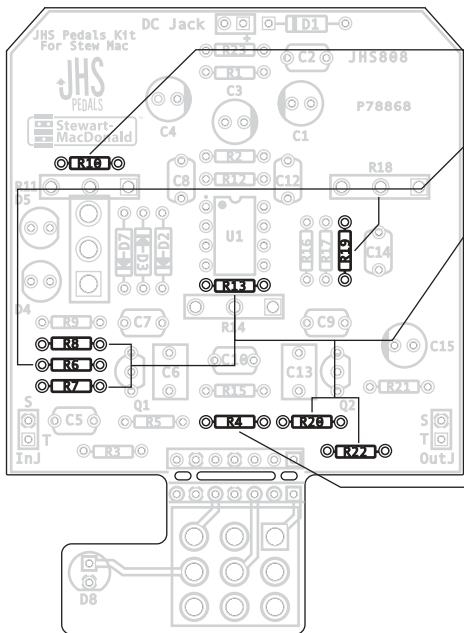 DC Jack
D1
+
JHS Pedals Kit
For Stew Mac
R23
C2
JHS808
R1
JHS
PEDALS
C3
C4
C1
P78868
Stewart-
MacDonald
R10
R2
R18
R11
C8
R12
C12
D5
U1
D7
D3
D2
R16
R17
R19
C14
R13
D4
R14
R9
C7
C9
R8
C15
R6
C6
C10
C13
R7
R15
R21
Q1
Q2
S
C5
R5
R4
R20
S
T
T
R3
R22
InJ
OutJ
D8